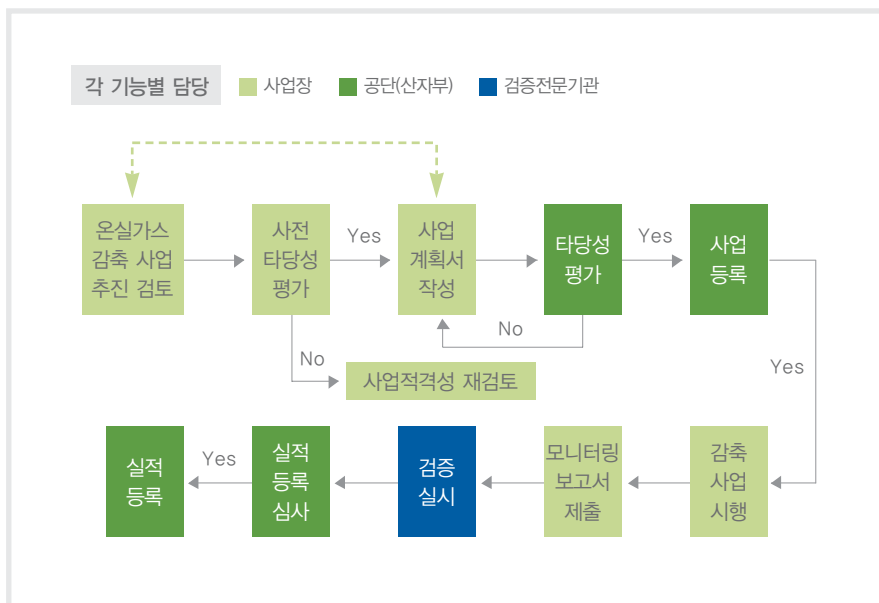 각 기능별 담당
사업장
공단(산자부)
검증전문기관
온실가스
감축 사업
추진 검토
사전
타당성
평가
Yes
사업
계획서
작성
타당성
평가
Yes
사업
등록
No
No
사업적격성 재검토
Yes
실적
등록
Yes
실적
등록
심사
검증
실시
모니터링
보고서
제출
감축
사업
시행